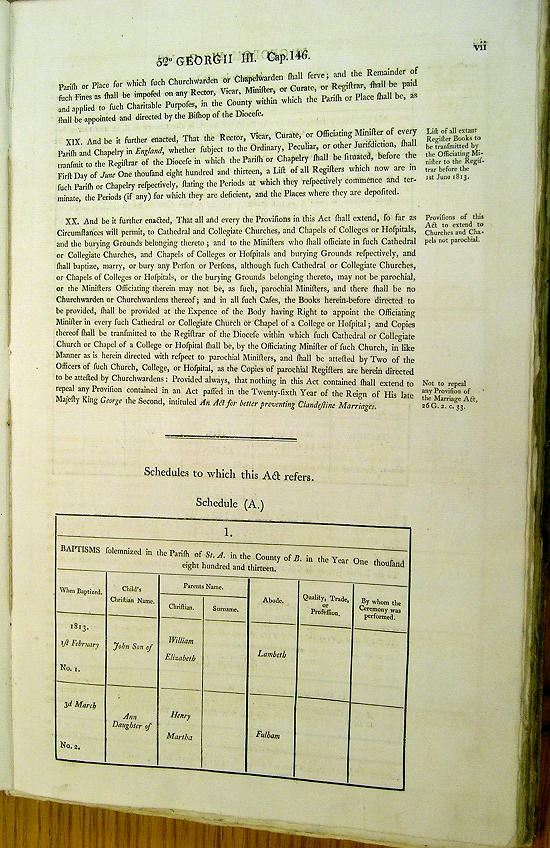 52° GEORGII III. Cap.146.
vii
Pariſh or Place for which ſuch Churchwarden or Chapelwarden ſhall ſerve; and the Remainder of
ſuch Fines as ſhall be impoſed on any Rector, Vicar, Miniſter, or Curate, or Regiſtrar, ſhall be paid
and applied to ſuch Charitable Purpoſes, in the County within which the Pariſh or Place ſhall be, as
ſhall be appointed and directed by the Biſhop of the Dioceſe.
XIX. And be it further enacted, That the Rector, Vicar, Curate, or Officiating Miniſter of every
Pariſh and Chapelry in England, whether ſubject to the Ordinary, Peculiar, or other Juriſdiction, ſhall
tranſmit to the Regiſtrar of the Dioceſe in which the Pariſh or Chapelry ſhall be ſituated, before the
Firſt Day of June One thouſand eight hundred and thirteen, a Liſt of all Regiſters which now are in
ſuch Pariſh or Chapelry reſpectively, ſtating the Periods at which they reſpectively commence and ter-
minate, the Periods (if any) for which they are deficient, and the Places where they are depoſited.
Liſt of all extant
Regiſter Books to
be tranſmitted by
the Officiating Mi-
niſter to the Regiſ-
trar before the
1st June 1813.
XX. And be it further enacted, That all and every the Proviſions in this Act ſhall extend, ſo far as
Circumſtances will permit, to Cathedral and Collegiate Churches, and Chapels of Colleges or Hoſpitals,
and the burying Grounds belonging thereto; and to the Miniſters who ſhall officiate in ſuch Cathedral
or Collegiate Churches, and Chapels of Colleges or Hoſpitals and burying Grounds reſpectively, and
ſhall baptize, marry, or bury any Perſon or Perſons, although ſuch Cathedral or Collegiate Churches,
or Chapels of Colleges or Hoſpitals, or the burying Grounds belonging thereto, may not be parochial,
or the Miniſters Officiating therein may not be, as ſuch, parochial Miniſters, and there ſhall be no
Churchwarden or Churchwardens thereof; and in all ſuch Caſes, the Books herein-before directed to
be provided, ſhall be provided at the Expence of the Body having Right to appoint the Officiating
Miniſter in every ſuch Cathedral or Collegiate Church or Chapel of a College or Hoſpital; and Copies
thereof ſhall be tranſmitted to the Regiſtrar of the Dioceſe within which ſuch Cathedral or Collegiate
Church or Chapel of a College or Hoſpital ſhall be, by the Officiating Miniſter of ſuch Church, in like
Manner as is herein directed with reſpect to parochial Miniſters, and ſhall be atteſted by Two of the
Officers of ſuch Church, College, or Hoſpital, as the Copies of parochial Regiſters are herein directed
to be atteſted by Churchwardens: Provided always, that nothing in this Act contained ſhall extend to
repeal any Proviſion contained in an Act paſſed in the Twenty-ſixth Year of the Reign of His late
Majeſty King George the Second, intituled An Act for better preventing Clandeſtine Marriages.
Proviſions of this
Act to extend to
Churches and Cha-
pels not parochial.
Not to repeal
any Proviſion of
the Marriage Act,
26 G. 2. c. 33.
Schedules to which this Act refers.
Schedule (A.)
1.
BAPTISMS ſolemnized in the Pariſh of St. A. in the County of B. in the Year One thouſand
eight hundred and thirteen.
When Baptized.
Child's
Chriſtian Name.
Parents Name.
Chriſtian.
Surname.
Abode.
Quality, Trade,
or
Profeſſion.
By whom the
Ceremony was
performed.
1813.
1ſt February
No. 1.
John Son of
William
Elizabeth
Lambeth
3d March
No. 2.
Ann
Daughter of
Henry
Martha
Fulham